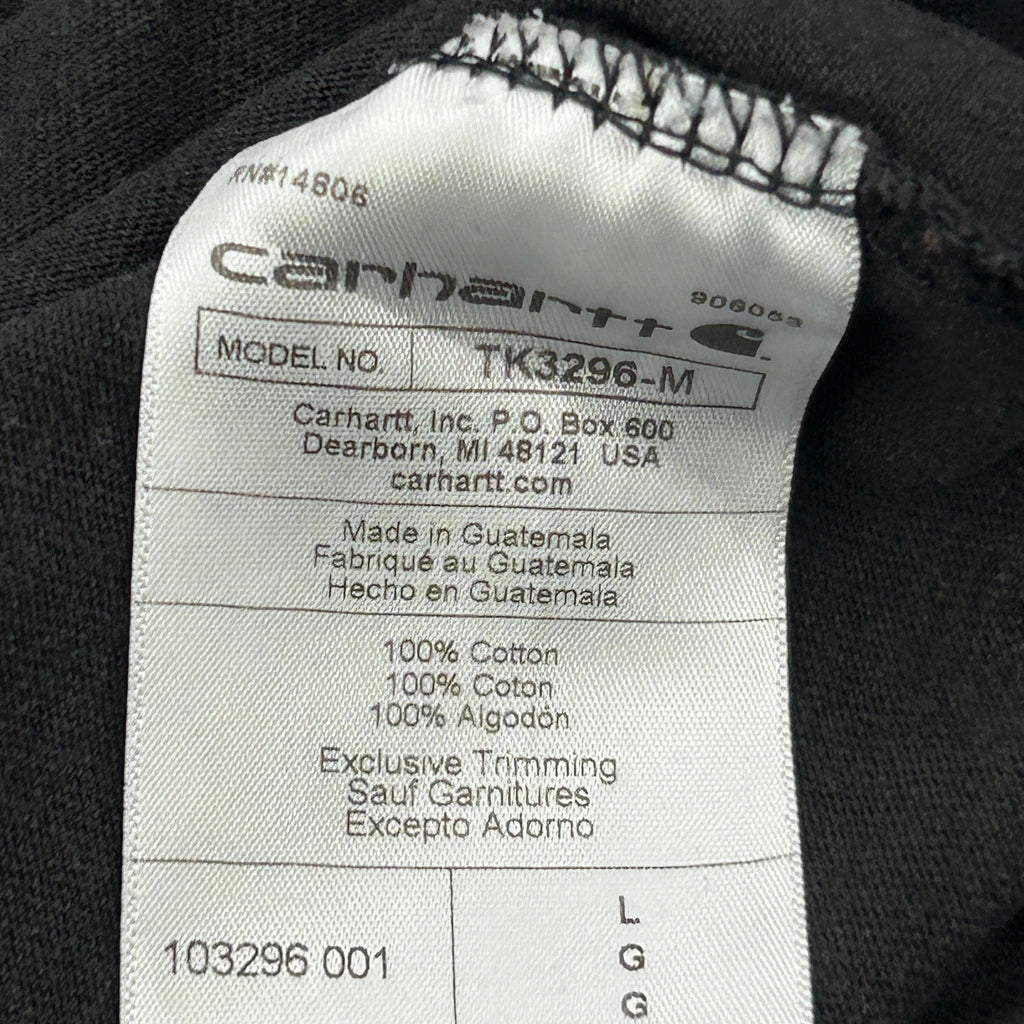 RN#14806
carhartt
906053
MODEL NO. TK3296-M
Carhartt, Inc. P.O. Box 600
Dearborn, MI 48121 USA
carhartt.com
Made in Guatemala
Fabriqué au Guatemala
Hecho en Guatemala
100% Cotton
100% Coton
100% Algodón
Exclusive Trimming
Sauf Garnitures
Excepto Adorno
103296 001
L
G
G